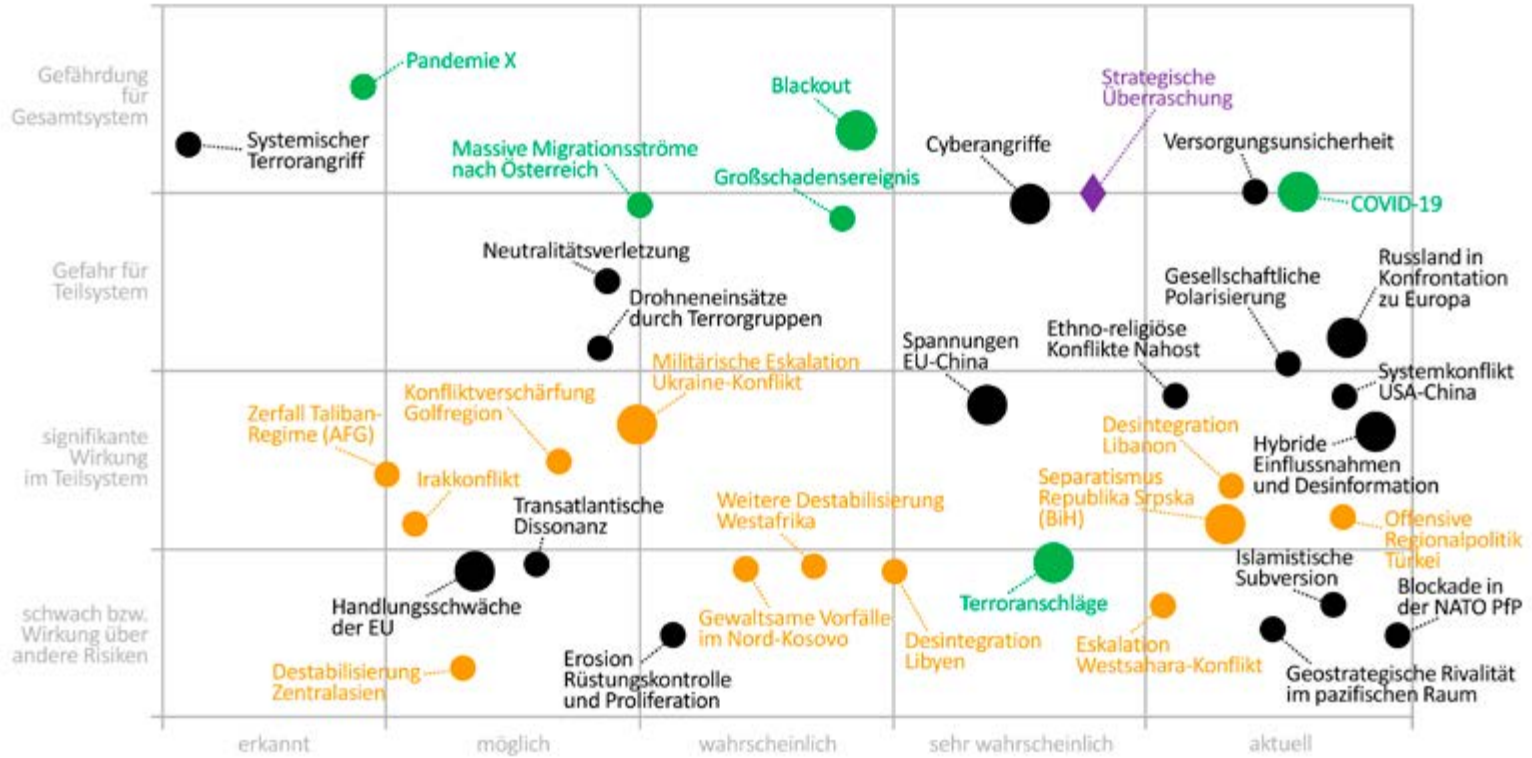 Gefährdung
für
Gesamtsystem
Pandemie X
Systemischer
Terrorangriff
Massive Migrationsströme
nach Österreich
Blackout
Großschadensereignis
Cyberangriffe
Strategische
Überraschung
Versorgungsunsicherheit
COVID-19
Gefahr für
Teilsystem
Neutralitätsverletzung
Drohneneinsätze
durch Terrorgruppen
Gesellschaftliche
Polarisierung
Russland in
Konfrontation
zu Europa
Ethno-religiöse
Konflikte Nahost
Spannungen
EU-China
Militärische Eskalation
Ukraine-Konflikt
Systemkonflikt
USA-China
signifikante
Wirkung
im Teilsystem
Zerfall Taliban-
Regime (AFG)
Konfliktverschärfung
Golfregion
Irakkonflikt
Transatlantische
Dissonanz
Weitere Destabilisierung
Westafrika
Desintegration
Libanon
Separatismus
Republika Srpska
(BiH)
Hybride
Einflussnahmen
und Desinformation
Offensive
Regionalpolitik
Türkei
schwach bzw.
Wirkung über
andere Risiken
Handlungsschwäche
der EU
Destabilisierung
Zentralasien
Erosion
Rüstungskontrolle
und Proliferation
Gewaltsame Vorfälle
im Nord-Kosovo
Desintegration
Libyen
Terroranschläge
Eskalation
Westsahara-Konflikt
Islamistische
Subversion
Blockade in
der NATO PfP
Geostrategische Rivalität
im pazifischen Raum
erkannt
möglich
wahrscheinlich
sehr wahrscheinlich
aktuell